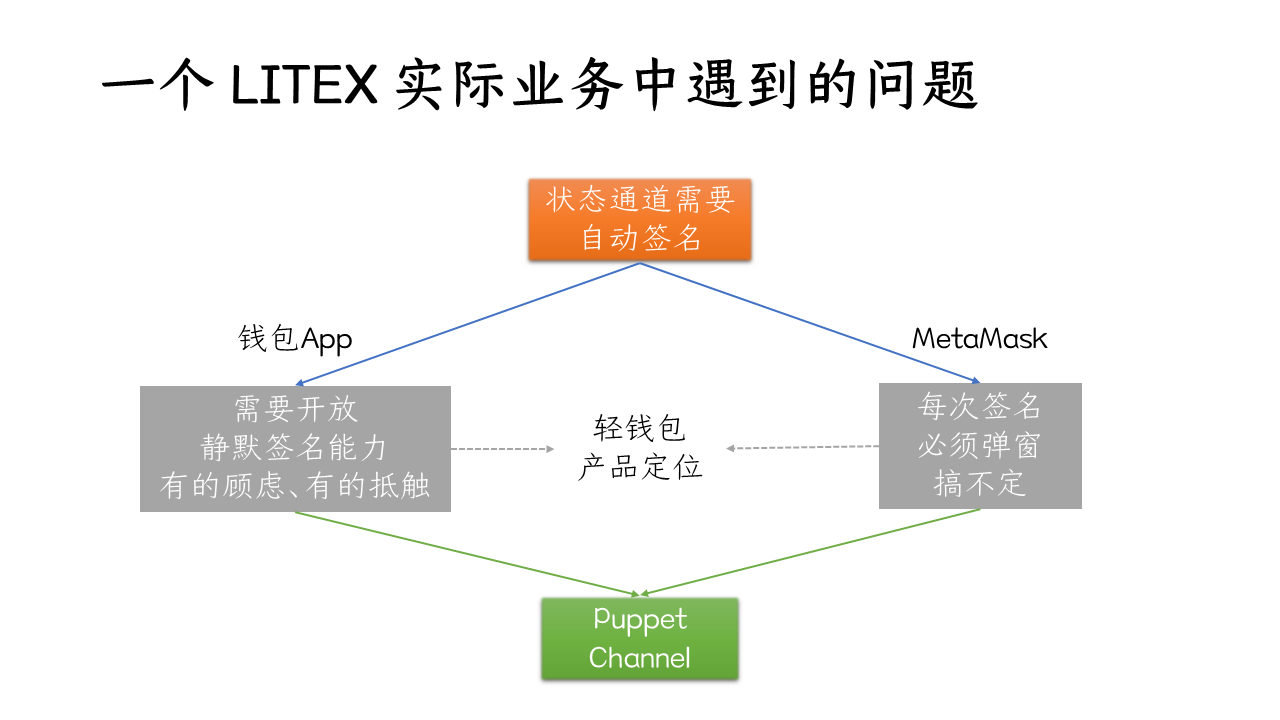 一个 LITEX 实际业务中遇到的问题
状态通道需要
自动签名
钱包App
MetaMask
需要开放
静默签名能力
有的顾虑、有的抵触
轻钱包
产品定位
每次签名
必须弹窗
搞不定
Puppet
Channel